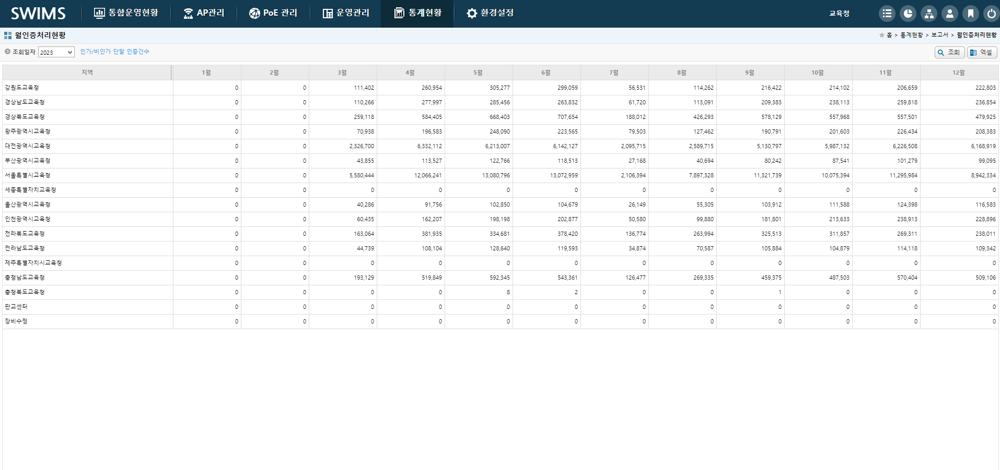 SWIMS 통합운영현황 AP관리 PoE 관리 운영관리 통계현황 환경설정 교육청
월인증처리현황 홈 > 통계현황 > 보고서 > 월인증처리현황
조회일자 2023 인가/비인가 단말 인증건수 조회 엑셀
지역 1월 2월 3월 4월 5월 6월 7월 8월 9월 10월 11월 12월
강원도교육청 0 0 111,402 260,954 305,277 299,059 56,531 114,262 216,422 214,102 206,659 222,803
경상남도교육청 0 0 110,266 277,997 285,456 263,832 61,720 113,091 209,383 238,113 259,818 236,854
경상북도교육청 0 0 259,118 584,405 668,403 707,654 188,012 426,293 578,129 557,968 557,501 479,925
광주광역시교육청 0 0 70,938 196,583 248,090 223,565 79,503 127,462 190,791 201,603 226,434 208,383
대전광역시교육청 0 0 2,326,700 6,332,112 6,213,007 6,142,127 2,095,715 2,589,715 5,130,797 5,987,132 6,226,508 6,168,919
부산광역시교육청 0 0 43,855 113,527 122,766 118,513 27,168 40,694 80,242 87,541 101,279 99,095
서울특별시교육청 0 0 5,580,444 12,066,241 13,080,796 13,072,959 2,106,394 7,897,328 11,321,739 10,075,394 11,295,984 8,942,334
세종특별자치교육청 0 0 0 0 0 0 0 0 0 0 0 0
울산광역시교육청 0 0 40,286 91,756 102,850 104,679 26,149 55,305 103,912 111,588 124,398 116,583
인천광역시교육청 0 0 60,435 162,207 198,198 202,877 50,580 99,880 181,801 213,633 238,913 228,896
전라북도교육청 0 0 163,064 381,935 334,681 378,420 136,774 263,994 325,513 311,857 269,311 238,011
전라남도교육청 0 0 44,739 108,104 128,640 119,593 34,874 70,587 105,884 104,879 114,118 109,342
제주특별자치시교육청 0 0 0 0 0 0 0 0 0 0 0 0
충청남도교육청 0 0 193,129 519,849 592,345 543,361 126,477 269,335 459,375 487,503 570,404 509,106
충청북도교육청 0 0 0 0 8 2 0 0 1 0 0 0
판교센터 0 0 0 0 0 0 0 0 0 0 0 0
장비수정 0 0 0 0 0 0 0 0 0 0 0 0